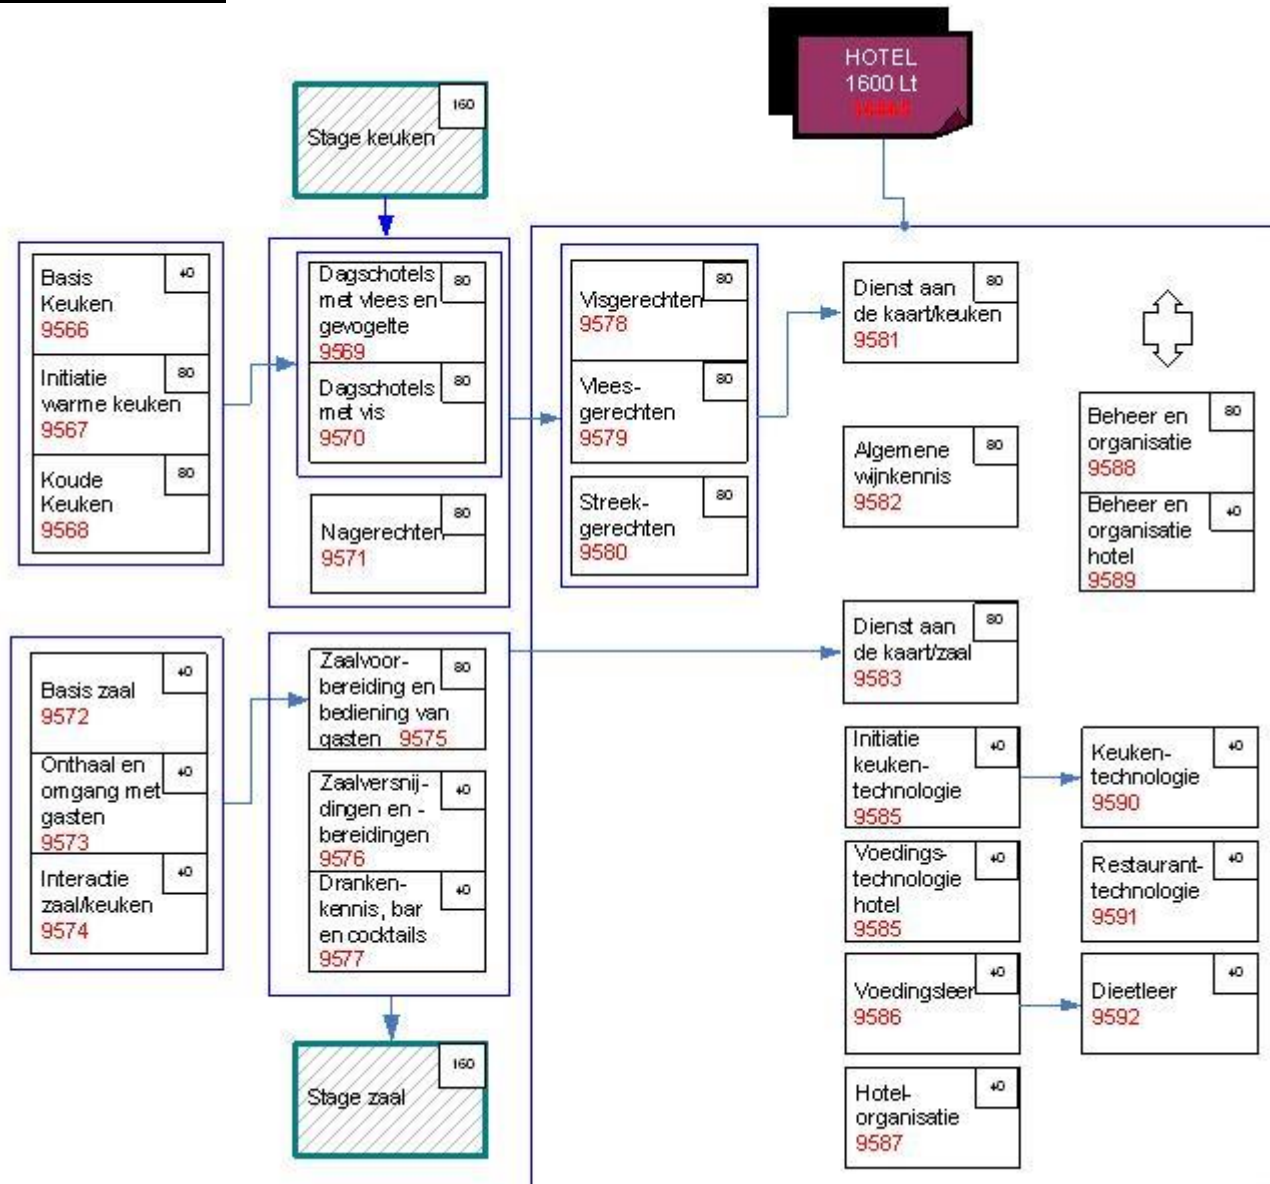 HOTEL
1600 Lt
160
Stage keuken
40
Basis
Keuken
9566
80
Initiatie
warme keuken
9567
80
Koude
Keuken
9568
80
Dagschotels
met vlees en
gevogelte
9569
80
Dagschotels
met vis
9570
80
Nagerechten
9571
80
Visgerechten
9578
80
Vlees-
gerechten
9579
80
Streek-
gerechten
9580
80
Dienst aan
de kaart/keuken
9581
80
Algemene
wijnkennis
9582
80
Beheer en
organisatie
9588
40
Beheer en
organisatie
hotel
9589
40
Basis zaal
9572
40
Onthaal en
omgang met
gasten
9573
40
Interactie
zaal/keuken
9574
80
Zaalvoor-
bereiding en
bediening van
gasten 9575
40
Zaalversnij-
dingen en -
bereidingen
9576
40
Dranken-
kennis, bar
en cocktails
9577
160
Stage zaal
80
Dienst aan
de kaart/zaal
9583
40
Initiatie
keuken-
technologie
9585
40
Keuken-
technologie
9590
40
Voedings-
technologie
hotel
9585
40
Restaurant-
technologie
9591
40
Voedingsleer
9586
40
Dieetleer
9592
40
Hotel-
organisatie
9587